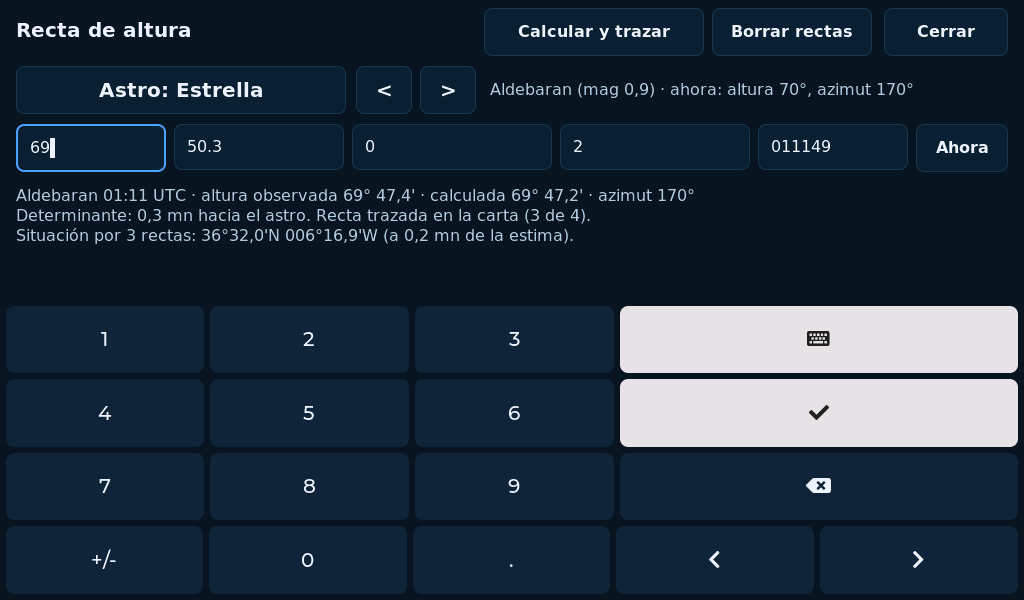 Recta de altura
Calcular y trazar
Borrar rectas
Cerrar
Astro: Estrella
<
>
Aldebaran (mag 0,9) · ahora: altura 70°, azimut 170°
69
50.3
0
2
011149
Ahora
Aldebaran 01:11 UTC · altura observada 69° 47,4' · calculada 69° 47,2' · azimut 170°
Determinante: 0,3 mn hacia el astro. Recta trazada en la carta (3 de 4).
Situación por 3 rectas: 36°32,0'N 006°16,9'W (a 0,2 mn de la estima).
1
2
3
4
5
6
7
8
9
+/-
0
.